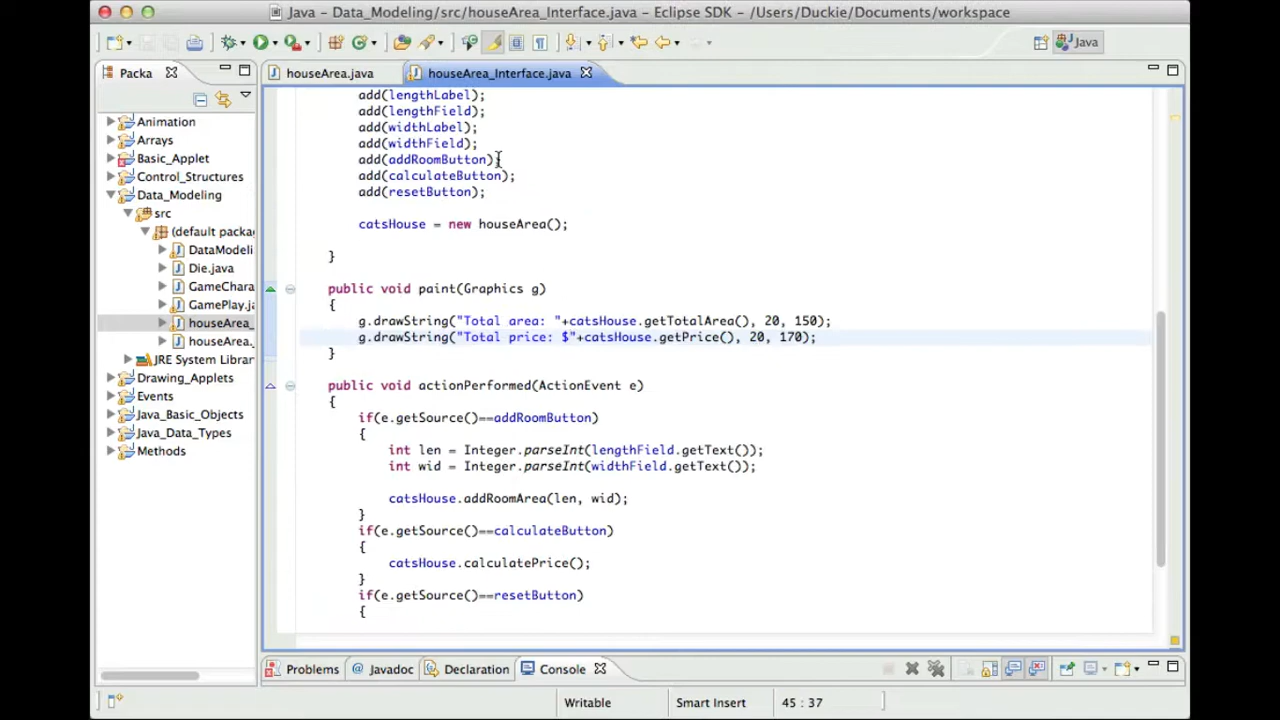 Java - Data_Modeling/src/houseArea_Interface.java - Eclipse SDK - /Users/Duckie/Documents/workspace
Java
Packa
houseArea.java
houseArea_Interface.java
Animation
Arrays
Basic_Applet
Control_Structures
Data_Modeling
src
(default packag
DataModeli
Die.java
GameChara
GamePlay.ja
houseArea_
houseArea.
JRE System Librar
Drawing_Applets
Events
Java_Basic_Objects
Java_Data_Types
Methods
add(lengthLabel);
add(lengthField);
add(widthLabel);
add(widthField);
add(addRoomButton);
add(calculateButton);
add(resetButton);
catsHouse = new houseArea();
}
public void paint(Graphics g)
{
g.drawString("Total area: "+catsHouse.getTotalArea(), 20, 150);
g.drawString("Total price: $"+catsHouse.getPrice(), 20, 170);
}
public void actionPerformed(ActionEvent e)
{
if(e.getSource()==addRoomButton)
{
int len = Integer.parseInt(lengthField.getText());
int wid = Integer.parseInt(widthField.getText());
catsHouse.addRoomArea(len, wid);
}
if(e.getSource()==calculateButton)
{
catsHouse.calculatePrice();
}
if(e.getSource()==resetButton)
{
Problems
@ Javadoc
Declaration
Console
Writable
Smart Insert
45 : 37